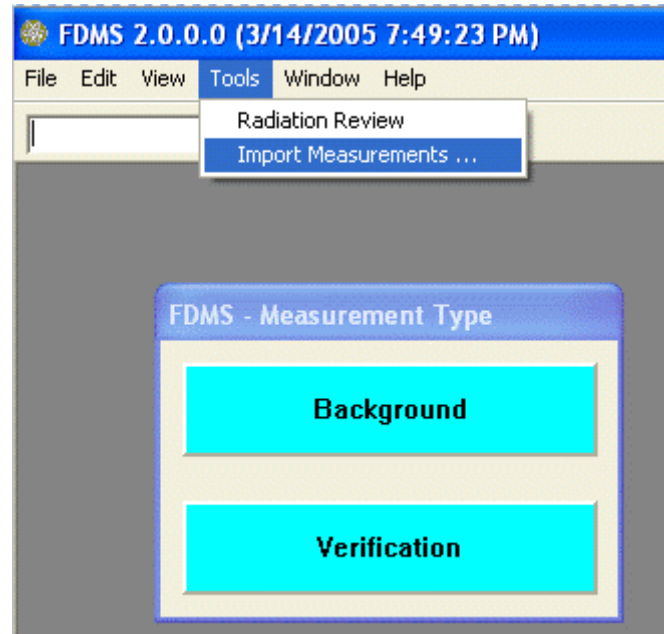 FDMS 2.0.0.0 (3/14/2005 7:49:23 PM)
File Edit View Tools Window Help
Radiation Review
Import Measurements ...
FDMS - Measurement Type
Background
Verification